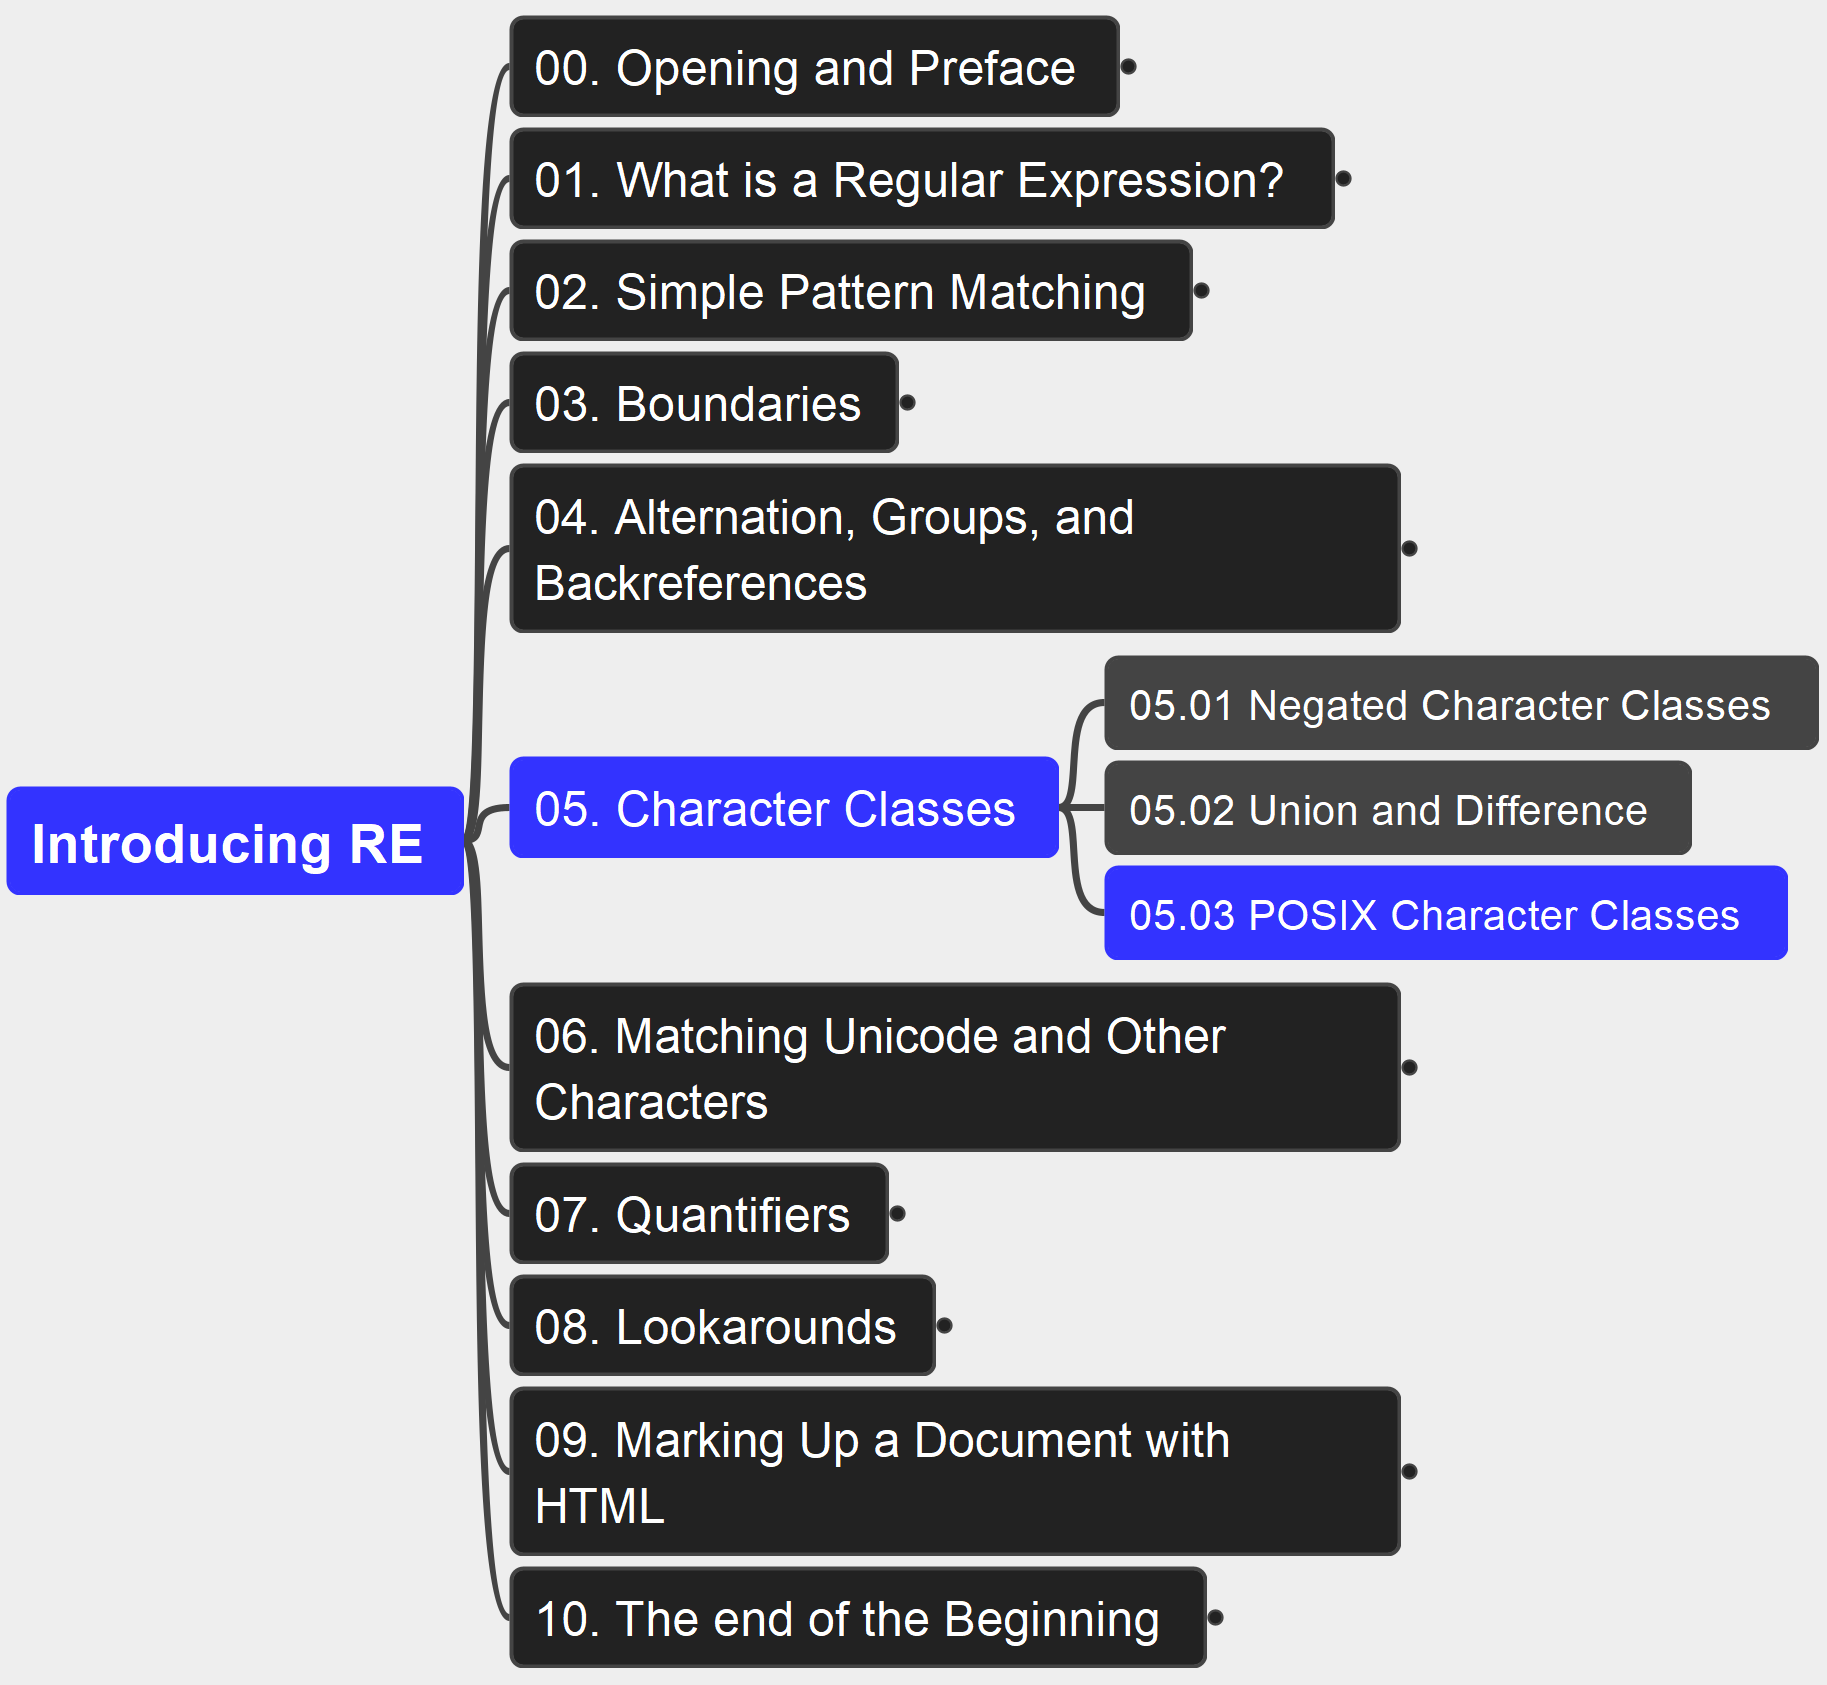 00. Opening and Preface
01. What is a Regular Expression?
02. Simple Pattern Matching
03. Boundaries
04. Alternation, Groups, and
Backreferences
05.01 Negated Character Classes
Introducing RE
05. Character Classes
05.02 Union and Difference
05.03 POSIX Character Classes
06. Matching Unicode and Other
Characters
07. Quantifiers
08. Lookarounds
09. Marking Up a Document with
HTML
10. The end of the Beginning